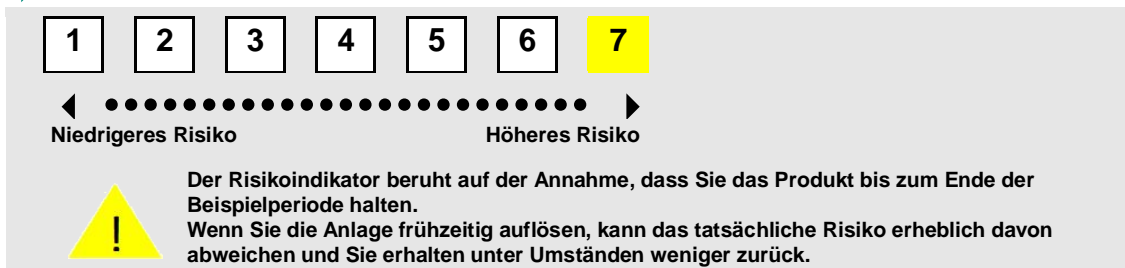 1 2 3 4 5 6 7
Niedrigeres Risiko Höheres Risiko
Der Risikoindikator beruht auf der Annahme, dass Sie das Produkt bis zum Ende der
Beispielperiode halten.
Wenn Sie die Anlage frühzeitig auflösen, kann das tatsächliche Risiko erheblich davon
abweichen und Sie erhalten unter Umständen weniger zurück.
!